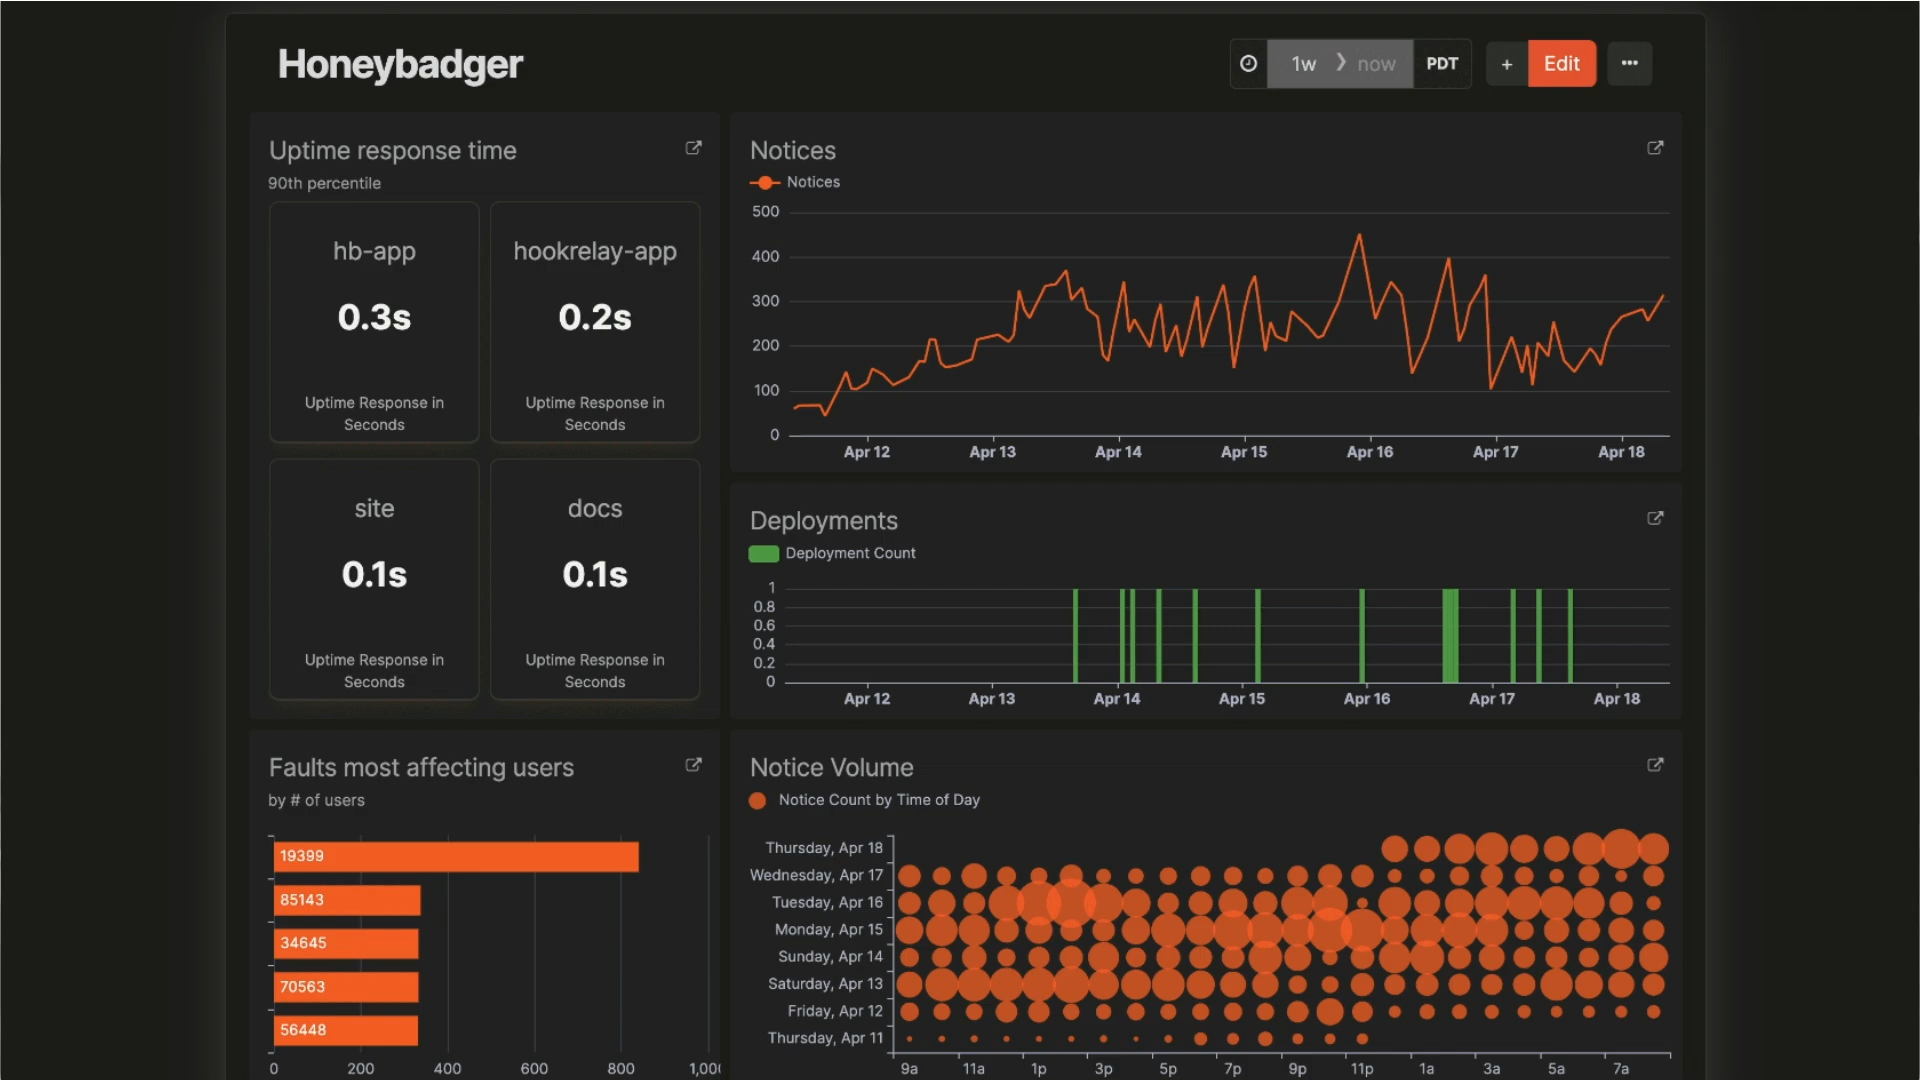 Honeybadger
1w
now
PDT
+
Edit
Uptime response time
90th percentile
hb-app
0.3s
Uptime Response in
Seconds
hookrelay-app
0.2s
Uptime Response in
Seconds
site
0.1s
Uptime Response in
Seconds
docs
0.1s
Uptime Response in
Seconds
Notices
Notices
500
400
300
200
100
0
Apr 12
Apr 13
Apr 14
Apr 15
Apr 16
Apr 17
Apr 18
Deployments
Deployment Count
1
0.8
0.6
0.4
0.2
0
Apr 12
Apr 13
Apr 14
Apr 15
Apr 16
Apr 17
Apr 18
Faults most affecting users
by # of users
19399
85143
34645
70563
56448
0
200
400
600
800
1,00
Notice Volume
Notice Count by Time of Day
Thursday, Apr 18
Wednesday, Apr 17
Tuesday, Apr 16
Monday, Apr 15
Sunday, Apr 14
Saturday, Apr 13
Friday, Apr 12
Thursday, Apr 11
9a
11a
1p
3p
5p
7p
9p
11p
1a
3a
5a
7a